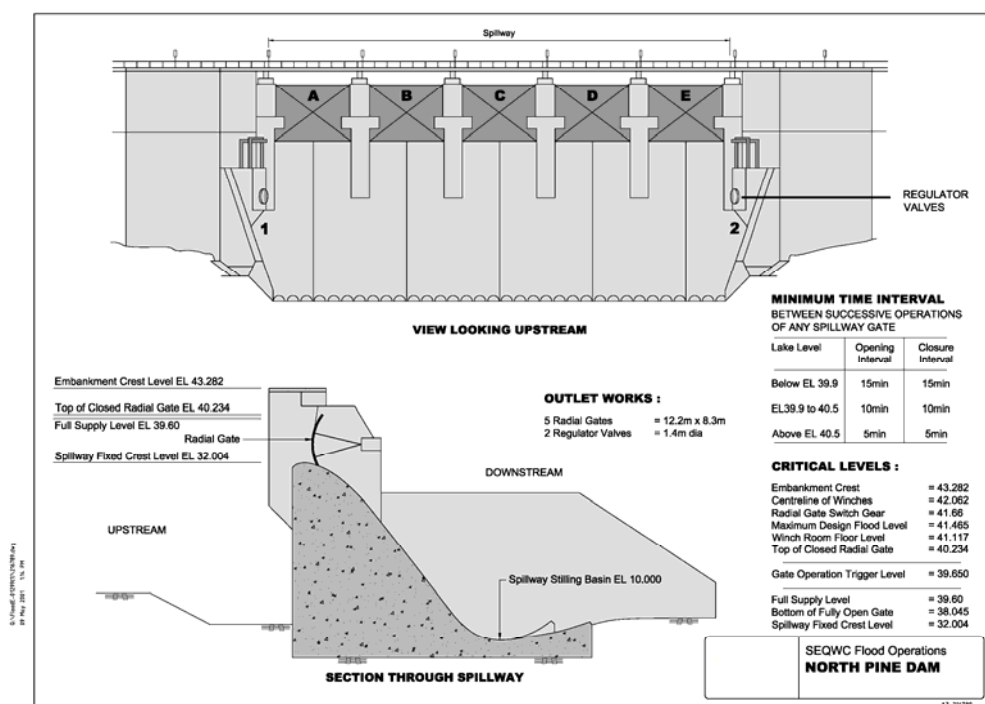 Spillway
A B C D E
1
2
REGULATOR
VALVES
VIEW LOOKING UPSTREAM
MINIMUM TIME INTERVAL
BETWEEN SUCCESSIVE OPERATIONS
OF ANY SPILLWAY GATE
Lake Level Opening Interval Closure Interval
Below EL 39.9 15min 15min
EL39.9 to 40.5 10min 10min
Above EL 40.5 5min 5min
Embankment Crest Level EL 43.282
Top of Closed Radial Gate EL 40.234
Full Supply Level EL 39.60
Radial Gate
Spillway Fixed Crest Level EL 32.004
OUTLET WORKS :
5 Radial Gates = 12.2m x 8.3m
2 Regulator Valves = 1.4m dia
DOWNSTREAM
UPSTREAM
Spillway Stilling Basin EL 10.000
SECTION THROUGH SPILLWAY
CRITICAL LEVELS :
Embankment Crest = 43.282
Centreline of Winches = 42.062
Radial Gate Switch Gear = 41.66
Maximum Design Flood Level = 41.465
Winch Room Floor Level = 41.117
Top of Closed Radial Gate = 40.234
Gate Operation Trigger Level = 39.650
Full Supply Level = 39.60
Bottom of Fully Open Gate = 38.045
Spillway Fixed Crest Level = 32.004
SEQWC Flood Operations
NORTH PINE DAM